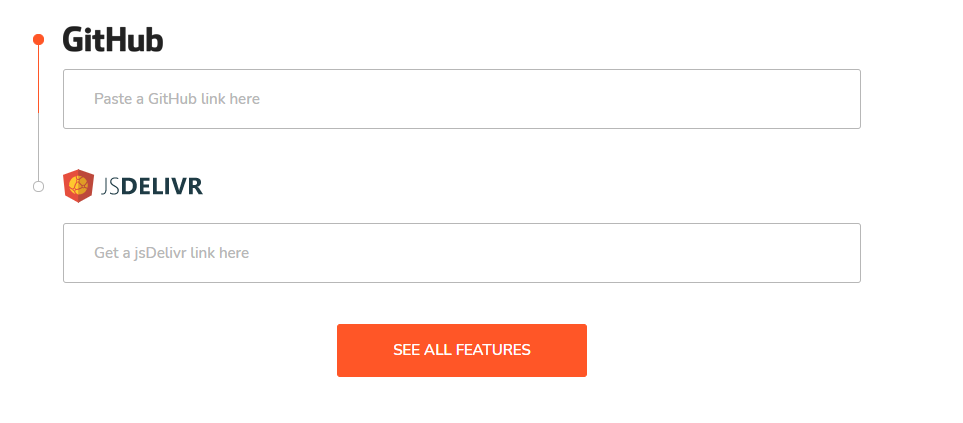 GitHub
Paste a GitHub link here
JSDELIVR
Get a jsDelivr link here
SEE ALL FEATURES